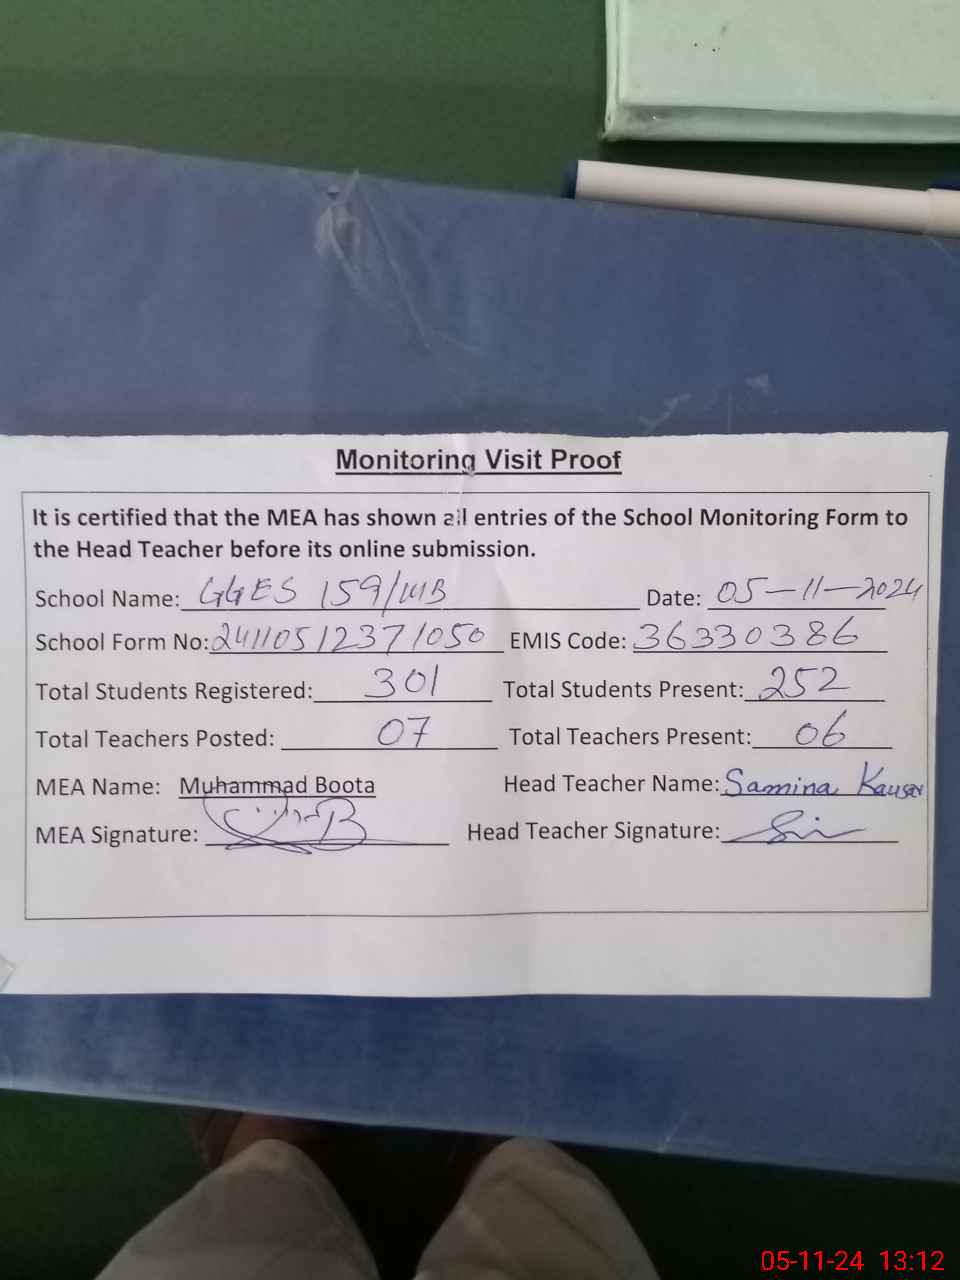 Monitoring Visit Proof
It is certified that the MEA has shown all entries of the School Monitoring Form to
the Head Teacher before its online submission.
School Name: GGES 159/WB Date: 05-11-2024
School Form No: 24110512371050 EMIS Code: 36330386
Total Students Registered: 301 Total Students Present: 252
Total Teachers Posted: 07 Total Teachers Present: 06
MEA Name: Muhammad Boota Head Teacher Name: Samina Kausar
MEA Signature: Head Teacher Signature:
05-11-24 13:12